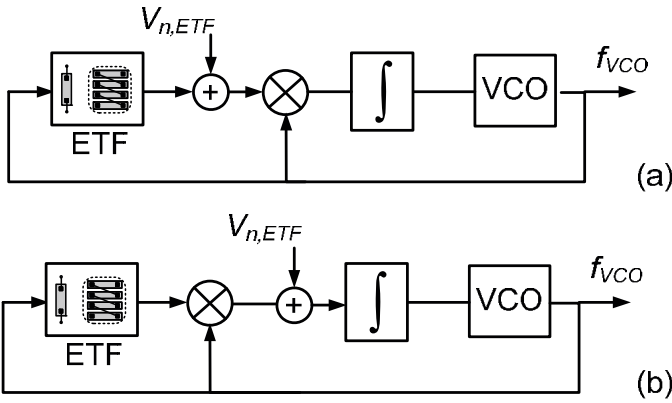 V_{n,ETF}
f_{VCO}
+
∫
VCO
ETF
(a)
V_{n,ETF}
f_{VCO}
+
∫
VCO
ETF
(b)